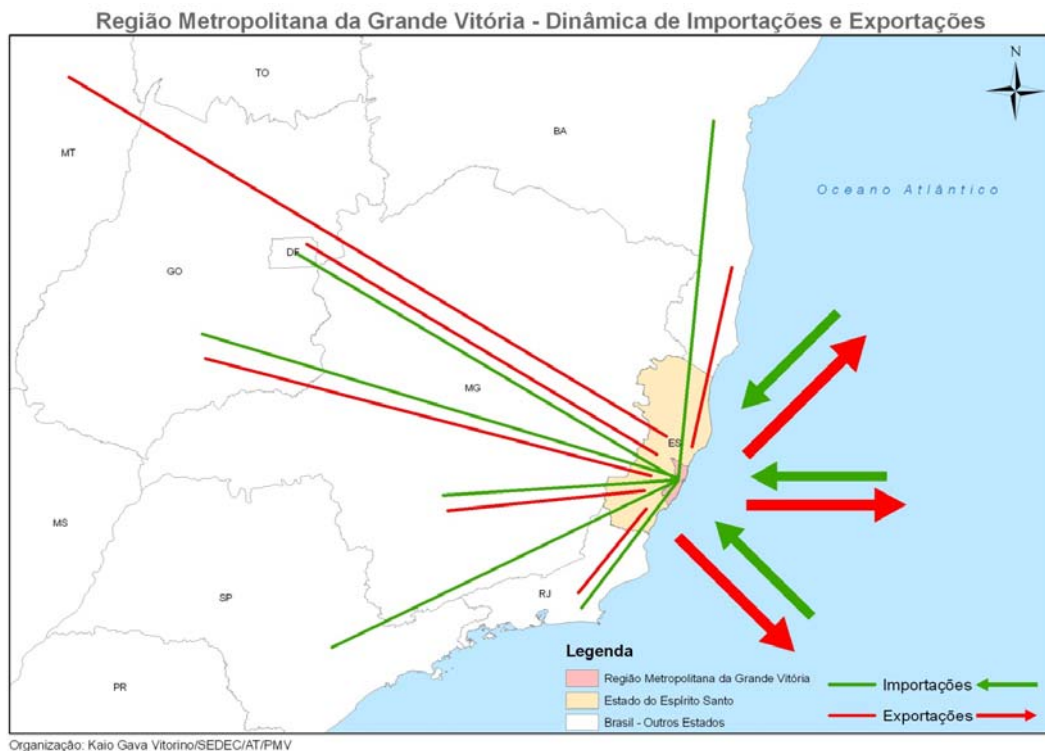 Região Metropolitana da Grande Vitória - Dinâmica de Importações e Exportações
N
TO
BA
MT
Oceano Atlântico
DF
GO
MG
ES
MS
SP
RJ
PR
Legenda
Região Metropolitana da Grande Vitória
Estado do Espírito Santo
Brasil - Outros Estados
Importações
Exportações
Organização: Kaio Gava Vitorino/SEDEC/AT/PMV